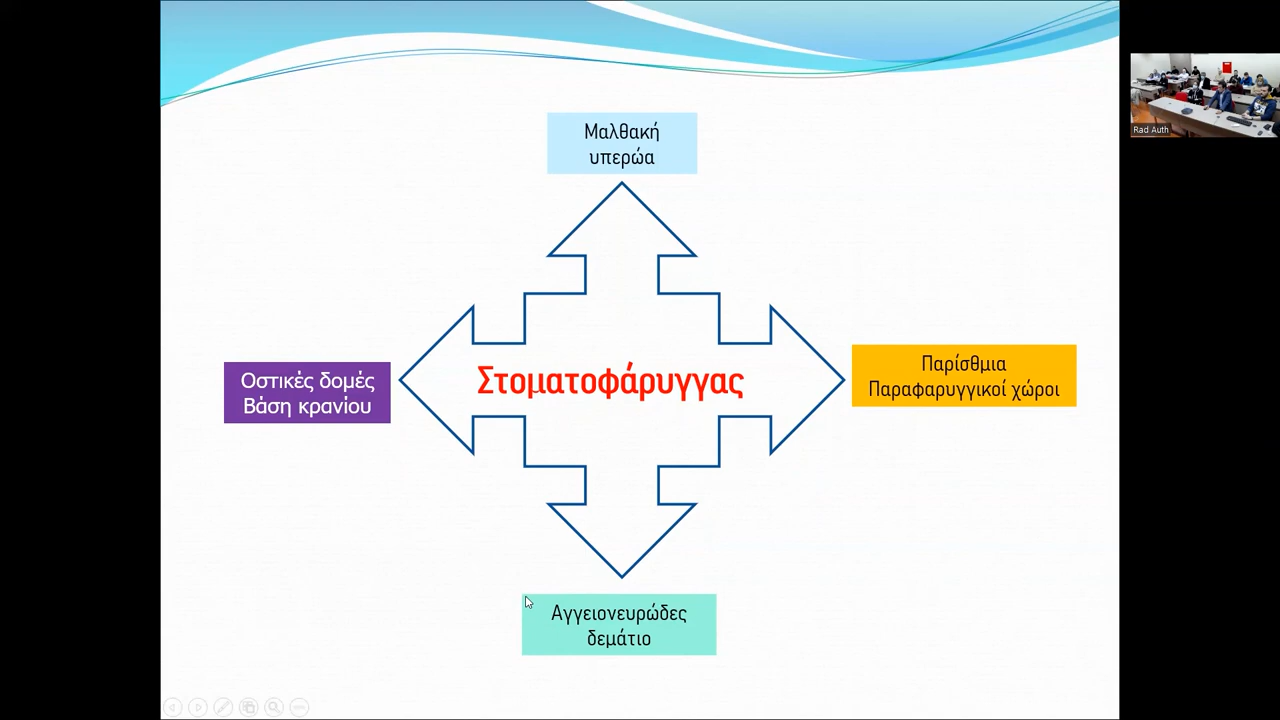 Μαλθακή
υπερώα
Οστικές δομές
Βάση κρανίου
Στοματοφάρυγγας
Παρίσθμια
Παραφαρυγγικοί χώροι
Αγγειονευρώδες
δεμάτιο
Rad Auth